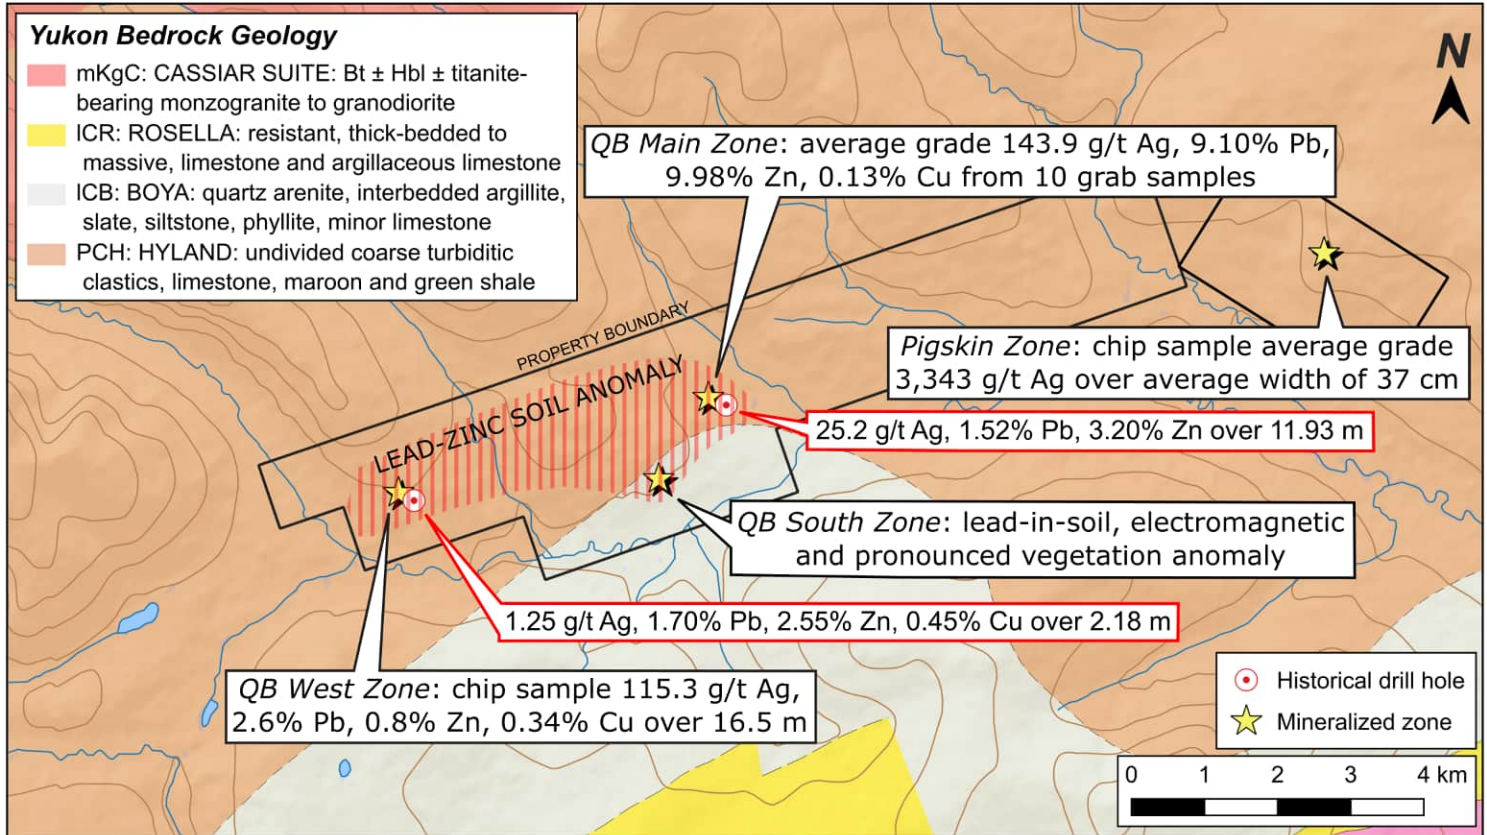 Yukon Bedrock Geology
mKgC: CASSIAR SUITE: Bt ± Hbl ± titanite-
bearing monzogranite to granodiorite
ICR: ROSELLA: resistant, thick-bedded to
massive, limestone and argillaceous limestone
ICB: BOYA: quartz arenite, interbedded argillite,
slate, siltstone, phyllite, minor limestone
PCH: HYLAND: undivided coarse turbiditic
clastics, limestone, maroon and green shale
N
QB Main Zone: average grade 143.9 g/t Ag, 9.10% Pb,
9.98% Zn, 0.13% Cu from 10 grab samples
PROPERTY BOUNDARY
LEAD-ZINC SOIL ANOMALY
Pigskin Zone: chip sample average grade
3,343 g/t Ag over average width of 37 cm
25.2 g/t Ag, 1.52% Pb, 3.20% Zn over 11.93 m
QB South Zone: lead-in-soil, electromagnetic
and pronounced vegetation anomaly
1.25 g/t Ag, 1.70% Pb, 2.55% Zn, 0.45% Cu over 2.18 m
QB West Zone: chip sample 115.3 g/t Ag,
2.6% Pb, 0.8% Zn, 0.34% Cu over 16.5 m
Historical drill hole
Mineralized zone
0 1 2 3 4 km